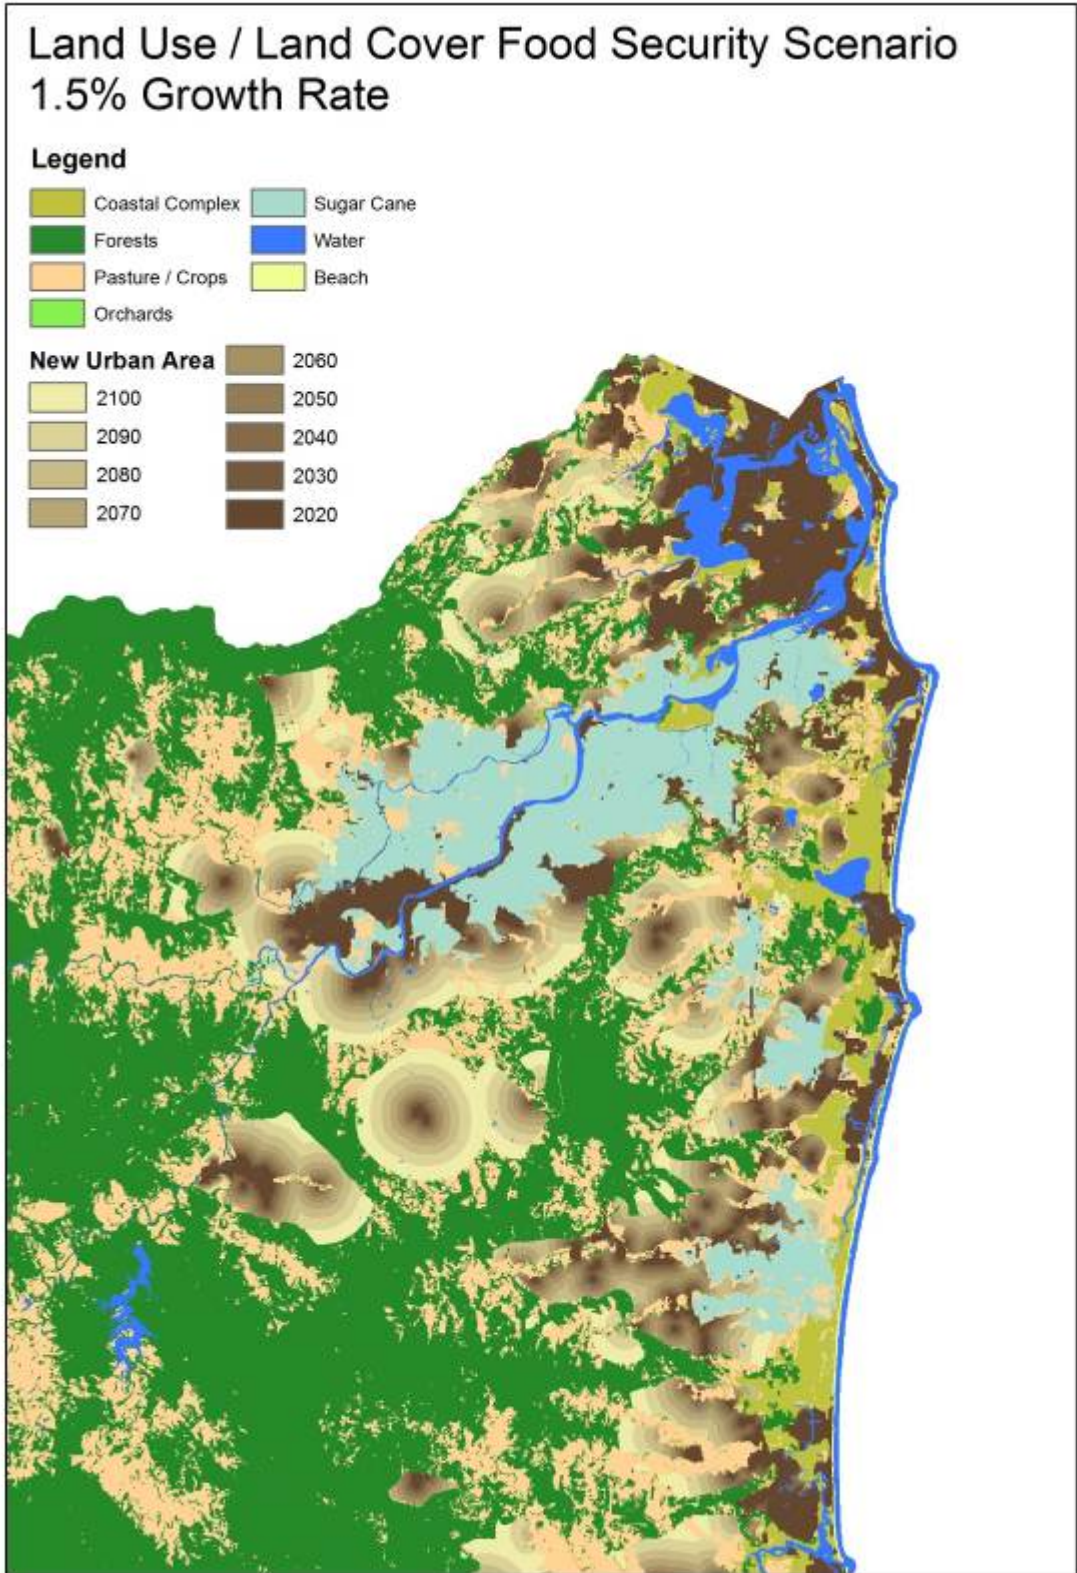 Land Use / Land Cover Food Security Scenario
1.5% Growth Rate
Legend
Coastal Complex
Forests
Pasture / Crops
Orchards
Sugar Cane
Water
Beach
New Urban Area
2100
2090
2080
2070
2060
2050
2040
2030
2020